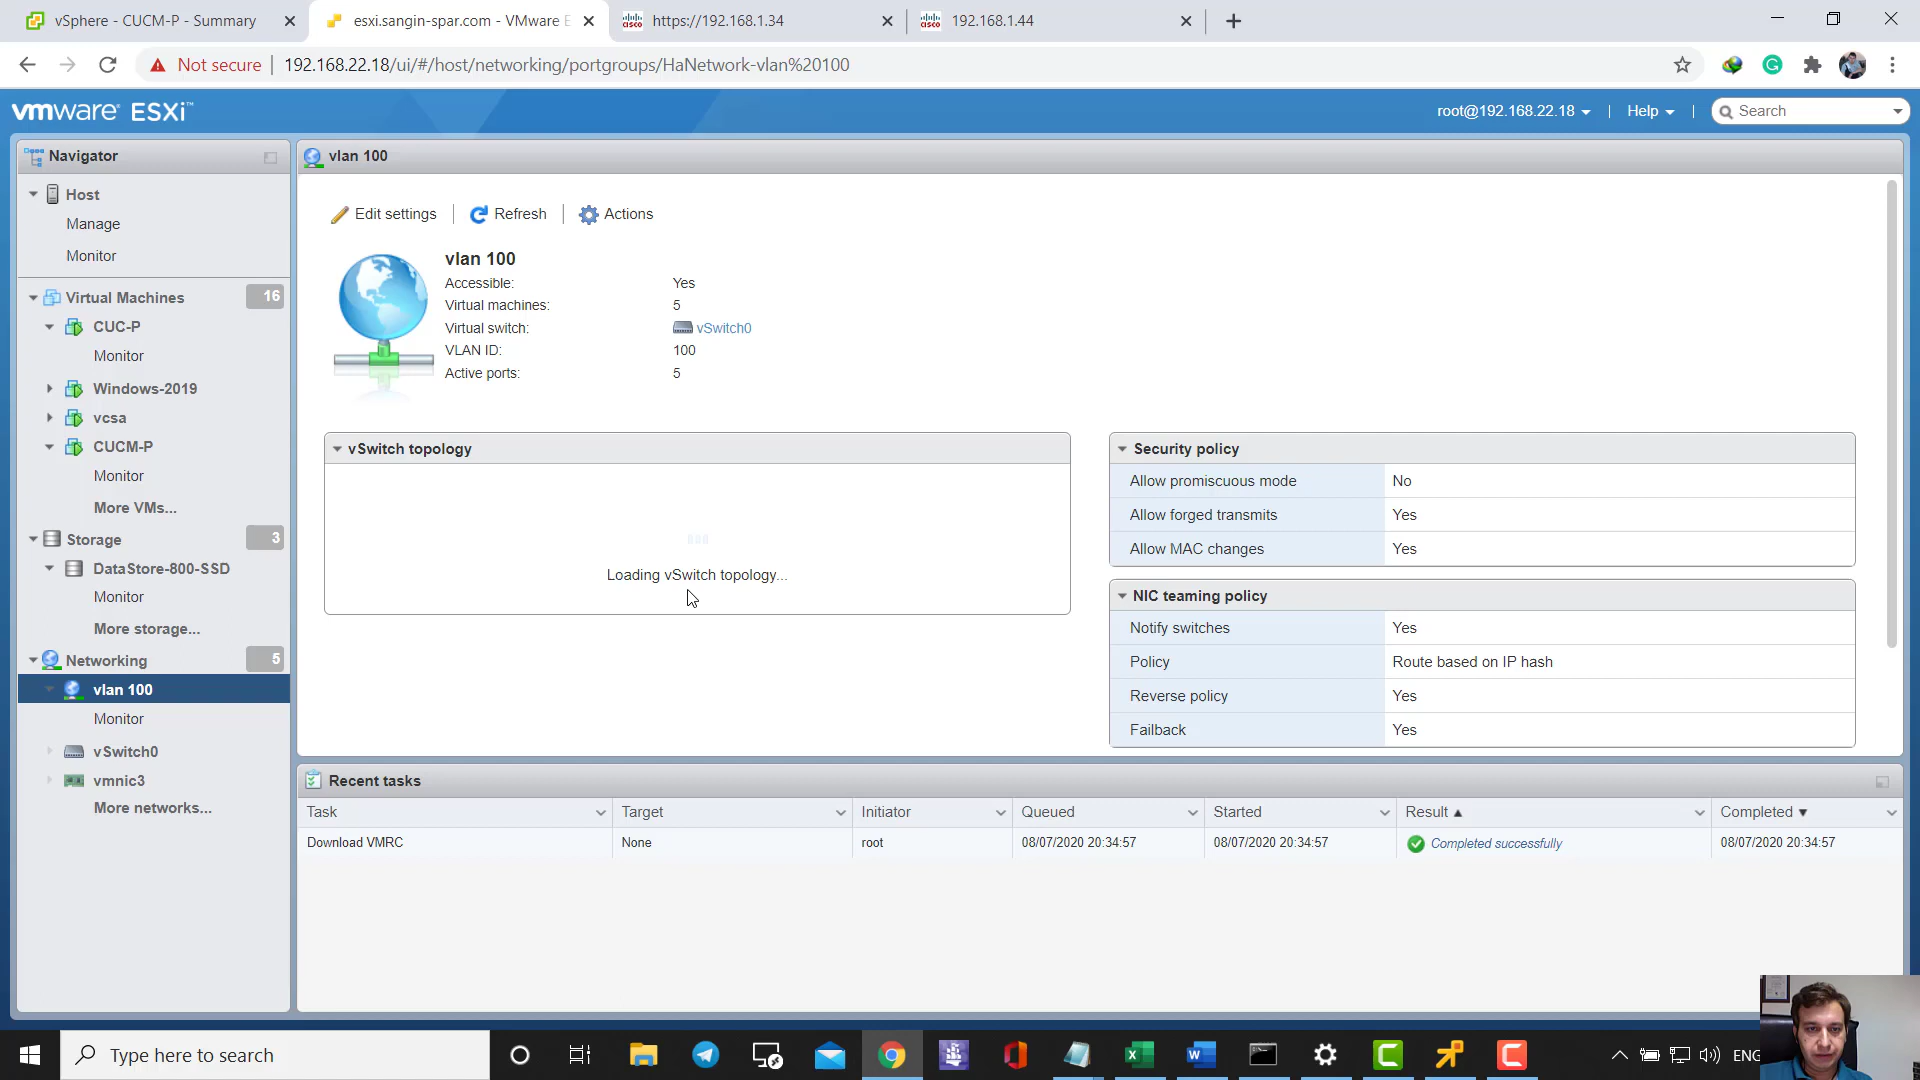 vSphere - CUCM-P - Summary
esxi.sangin-spar.com - VMware E
https://192.168.1.34
192.168.1.44
Not secure
192.168.22.18/ui/#/host/networking/portgroups/HaNetwork-vlan%20100
vmware ESXi™
root@192.168.22.18
Help
Search
Navigator
Host
Manage
Monitor
Virtual Machines 16
CUC-P
Monitor
Windows-2019
vcsa
CUCM-P
Monitor
More VMs...
Storage 3
DataStore-800-SSD
Monitor
More storage...
Networking 5
vlan 100
Monitor
vSwitch0
vmnic3
More networks...
vlan 100
Edit settings
Refresh
Actions
vlan 100
Accessible: Yes
Virtual machines: 5
Virtual switch: vSwitch0
VLAN ID: 100
Active ports: 5
vSwitch topology
Loading vSwitch topology...
Security policy
Allow promiscuous mode No
Allow forged transmits Yes
Allow MAC changes Yes
NIC teaming policy
Notify switches Yes
Policy Route based on IP hash
Reverse policy Yes
Failback Yes
Recent tasks
Task Target Initiator Queued Started Result Completed
Download VMRC None root 08/07/2020 20:34:57 08/07/2020 20:34:57 Completed successfully 08/07/2020 20:34:57
Type here to search
ENG